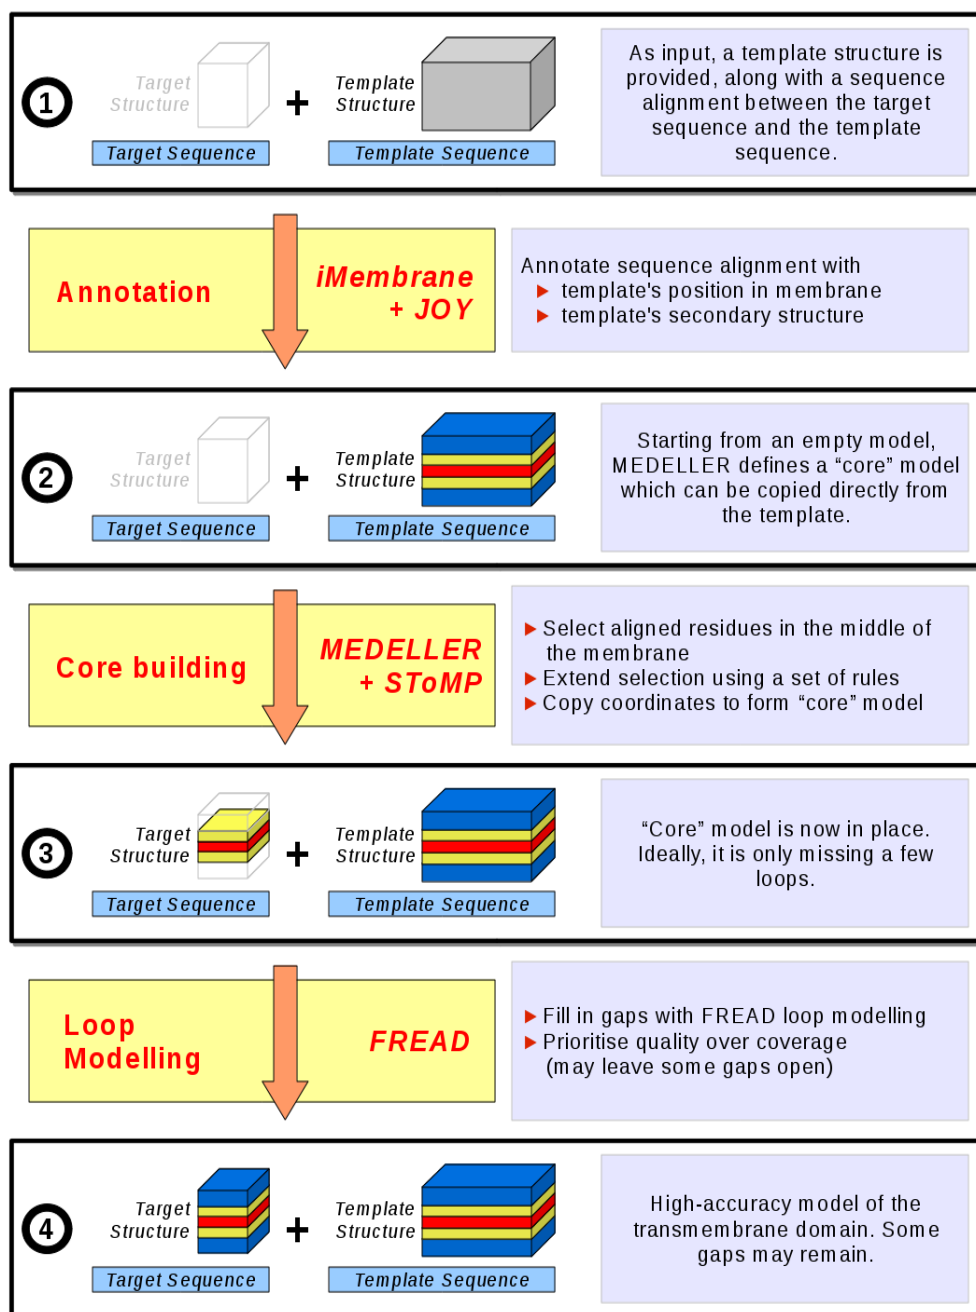 1
Target
Structure
+
Template
Structure
Target Sequence
Template Sequence
As input, a template structure is
provided, along with a sequence
alignment between the target
sequence and the template
sequence.
Annotation
iMembrane
+ JOY
Annotate sequence alignment with
template's position in membrane
template's secondary structure
2
Target
Structure
+
Template
Structure
Target Sequence
Template Sequence
Starting from an empty model,
MEDELLER defines a “core” model
which can be copied directly from
the template.
Core building
MEDELLER
+ SToMP
Select aligned residues in the middle of
the membrane
Extend selection using a set of rules
Copy coordinates to form “core” model
3
Target
Structure
+
Template
Structure
Target Sequence
Template Sequence
“Core” model is now in place.
Ideally, it is only missing a few
loops.
Loop
Modelling
FREAD
Fill in gaps with FREAD loop modelling
Prioritise quality over coverage
(may leave some gaps open)
4
Target
Structure
+
Template
Structure
Target Sequence
Template Sequence
High-accuracy model of the
transmembrane domain. Some
gaps may remain.